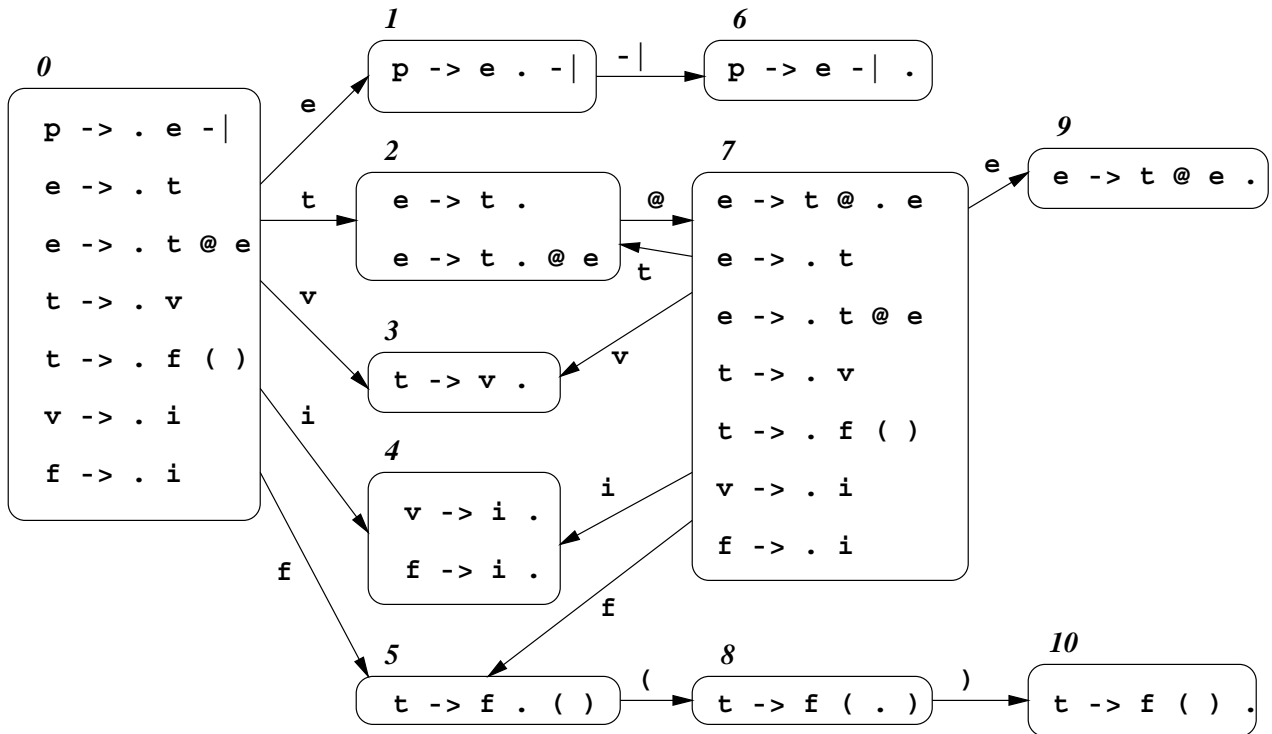 0
p -> . e -|
e -> . t
e -> . t @ e
t -> . v
t -> . f ( )
v -> . i
f -> . i
e
t
v
i
f
1
p -> e . -|
-|
6
p -> e -| .
2
e -> t .
e -> t . @ e
@
t
3
t -> v .
v
4
v -> i .
f -> i .
i
f
7
e -> t @ . e
e -> . t
e -> . t @ e
t -> . v
t -> . f ( )
v -> . i
f -> . i
e
9
e -> t @ e .
5
t -> f . ( )
(
8
t -> f ( . )
)
10
t -> f ( ) .